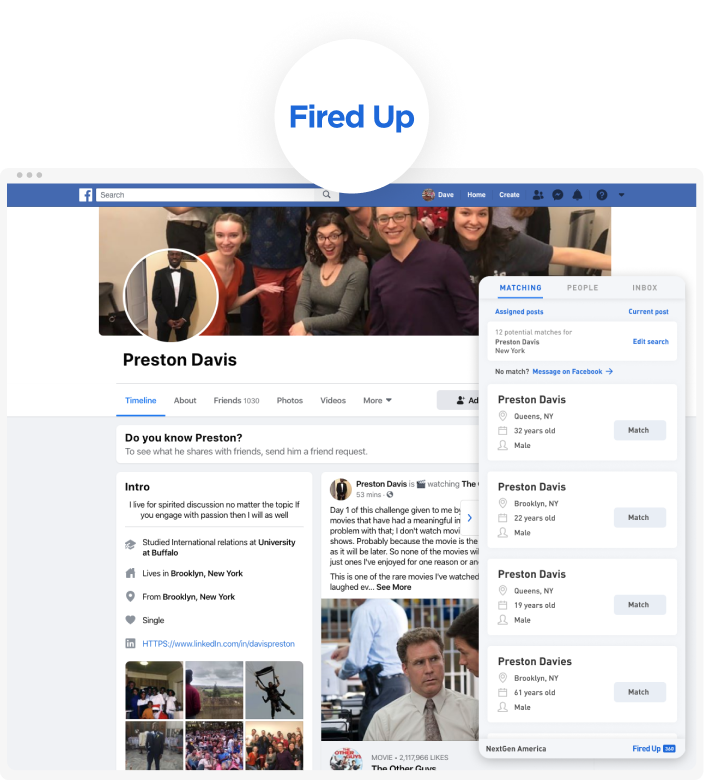 Fired Up
Search
Dave
Home
Create
Preston Davis
Timeline
About
Friends 1030
Photos
Videos
More
Ad
Do you know Preston?
To see what he shares with friends, send him a friend request.
Intro
I live for spirited discussion no matter the topic If
you engage with passion then I will as well
Studied International relations at University
at Buffalo
Lives in Brooklyn, New York
From Brooklyn, New York
Single
HTTPS://www.linkedIn.com/in/davispreston
Preston Davis is 🎬 watching The
53 mins ·
Day 1 of this challenge given to me by
movies that have had a meaningful in
problem with that; I don't watch movi
shows. Probably because the movie is the
as it will be later. So none of the movies wil
just ones I've enjoyed for one reason or an
This is one of the rare movies I've watched
laughed ev... See More
THE
OTHER
GUYS
MOVIE • 2,117,966 LIKES
The Other Guys
MATCHING
PEOPLE
INBOX
Assigned posts
Current post
12 potential matches for
Preston Davis
New York
Edit search
No match? Message on Facebook →
Preston Davis
Queens, NY
32 years old
Male
Match
Preston Davis
Brooklyn, NY
22 years old
Male
Match
Preston Davis
Queens, NY
19 years old
Male
Match
Preston Davies
Brooklyn, NY
61 years old
Male
Match
NextGen America
Fired Up 360